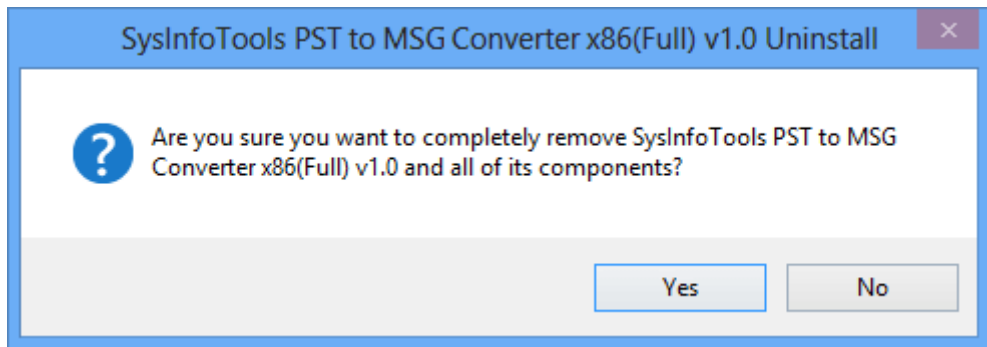 SysInfoTools PST to MSG Converter x86(Full) v1.0 Uninstall
Are you sure you want to completely remove SysInfoTools PST to MSG
Converter x86(Full) v1.0 and all of its components?
Yes No